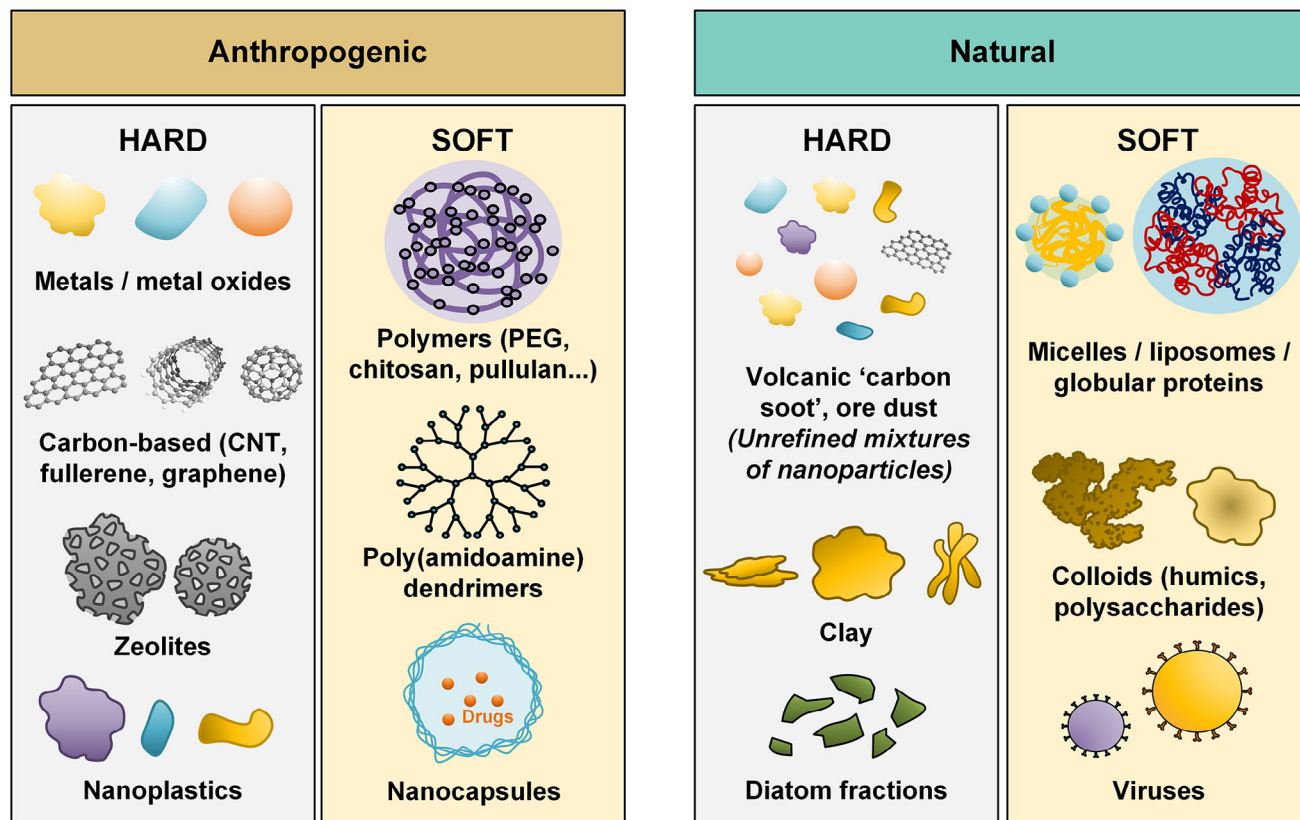 Anthropogenic
HARD
Metals / metal oxides
Carbon-based (CNT,
fullerene, graphene)
Zeolites
Nanoplastics
SOFT
Polymers (PEG,
chitosan, pullulan...)
Poly(amidoamine)
dendrimers
Drugs
Nanocapsules
Natural
HARD
Volcanic ‘carbon
soot’, ore dust
(Unrefined mixtures
of nanoparticles)
Clay
Diatom fractions
SOFT
Micelles / liposomes /
globular proteins
Colloids (humics,
polysaccharides)
Viruses